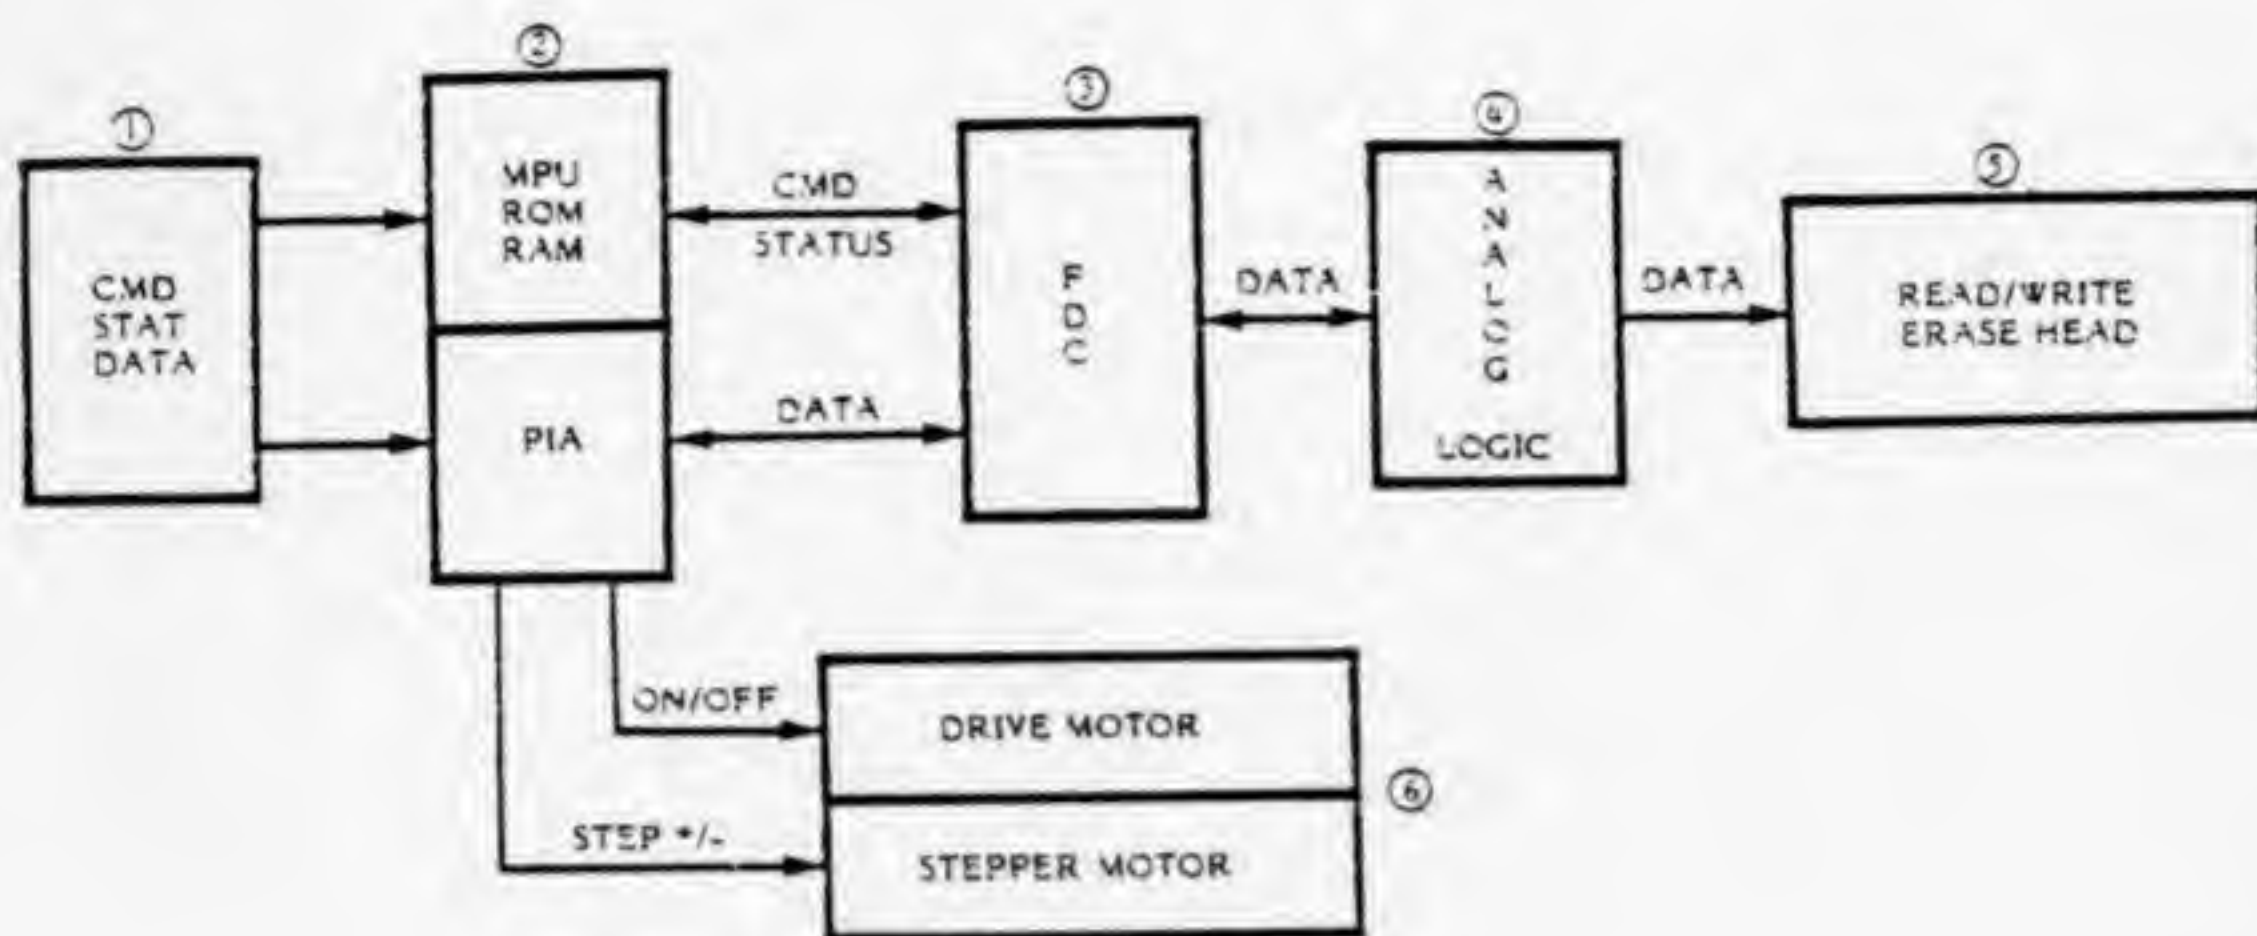 ①
CMD
STAT
DATA
②
MPU
ROM
RAM
PIA
CMD
STATUS
DATA
③
F
D
C
DATA
④
A
N
A
L
O
G
LOGIC
DATA
⑤
READ/WRITE
ERASE HEAD
ON/OFF
DRIVE MOTOR
STEP +/-
STEPPER MOTOR
⑥